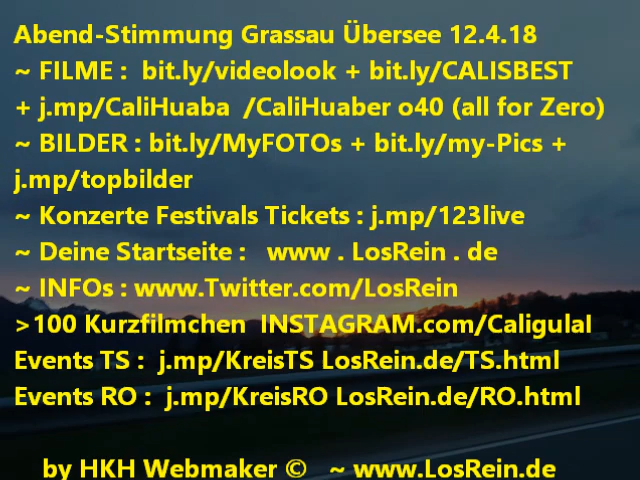 Abend-Stimmung Grassau Übersee 12.4.18
~ FILME :  bit.ly/videolook + bit.ly/CALISBEST
+ j.mp/CaliHuaba  /CaliHuaber o40 (all for Zero)
~ BILDER : bit.ly/MyFOTOs + bit.ly/my-Pics +
j.mp/topbilder
~ Konzerte Festivals Tickets : j.mp/123live
~ Deine Startseite :   www . LosRein . de
~ INFOs : www.Twitter.com/LosRein
>100 Kurzfilmchen  INSTAGRAM.com/CaligulaI
Events TS :  j.mp/KreisTS LosRein.de/TS.html
Events RO :  j.mp/KreisRO LosRein.de/RO.html
by HKH Webmaker ©   ~ www.LosRein.de